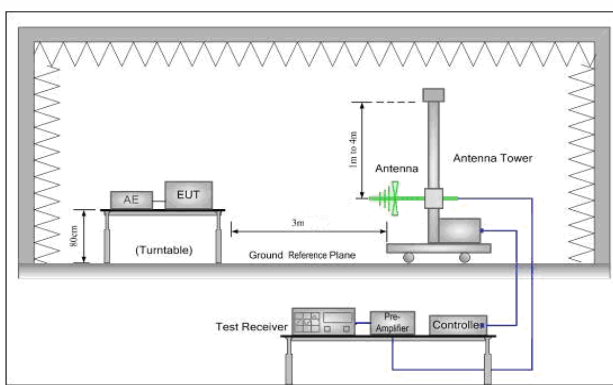 1m to 4m
Antenna
Antenna Tower
AE
EUT
80cm
(Turntable)
3m
Ground Reference Plane
Test Receiver
Pre-
Amplifier
Controller